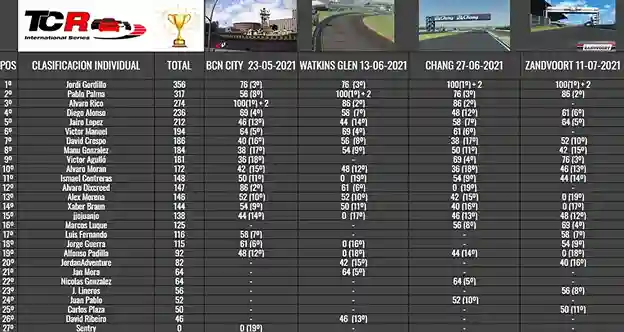 TCR
International Series
ZANDVOORT
POS CLASIFICACION INDIVIDUAL TOTAL BCN CITY 23-05-2021 WATKINS GLEN 13-06-2021 CHANG 27-06-2021 ZANDVOORT 11-07-2021
1º Jordi Gordillo 356 76 (3º) 76 (3º) 100(1º) + 2 100(1º) + 2
2º Pablo Palma 317 56 (8º) 100(1º) + 2 76 (3º) 86 (2º)
3º Alvaro Rico 274 100(1º) + 2 86 (2º) 86 (2º) -
4º Diego Alonso 236 69 (4º) 58 (7º) 48 (12º) 61 (6º)
5º Jairo Lopez 212 46 (13º) 44 (14º) 58 (7º) 64 (5º)
6º Victor Manuel 194 64 (5º) 69 (4º) 61 (6º) -
7º David Crespo 186 40 (16º) 56 (8º) 38 (17º) 52 (10º)
8º Manu Gonzalez 184 38 (17º) 54 (9º) 50 (11º) 42 (15º)
9º Victor Agulló 181 36 (18º) - 69 (4º) 76 (3º)
10º Alvaro Moran 172 42 (15º) 48 (12º) 36 (18º) 46 (13º)
11º Ismael Contreras 148 50 (11º) 0 (19º) 54 (9º) 44 (14º)
12º Alvaro Dixcreed 147 86 (2º) 61 (6º) 0 (19º) -
13º Alex Morena 146 52 (10º) 52 (10º) 42 (15º) 0 (19º)
14º Xaber Braum 144 54 (9º) 50 (11º) 40 (16º) 0 (17º)
15º jjojuanjo 138 44 (14º) 0 (17º) 46 (13º) 48 (12º)
16º Marcos Luque 125 - - 56 (8º) 69 (4º)
17º Luis Fernando 116 58 (7º) - - 58 (7º)
18º Jorge Guerra 115 61 (6º) 0 (16º) - 54 (9º)
19º Alfonso Padilla 92 48 (12º) 0 (18º) 44 (14º) 0 (18º)
20º JordanAdventure 82 - 42 (15º) - 40 (16º)
21º Jan Mora 64 - 64 (5º) - -
22º Nicolas Gonzalez 64 - - 64 (5º) -
23º J. Lineros 56 - - - 56 (8º)
24º Juan Pablo 52 - - 52 (10º) -
25º Carlos Plaza 50 - - - 50 (11º)
26º David Ribeiro 46 - 46 (13º) - -
27º Sentry 0 0 (19º) - - -